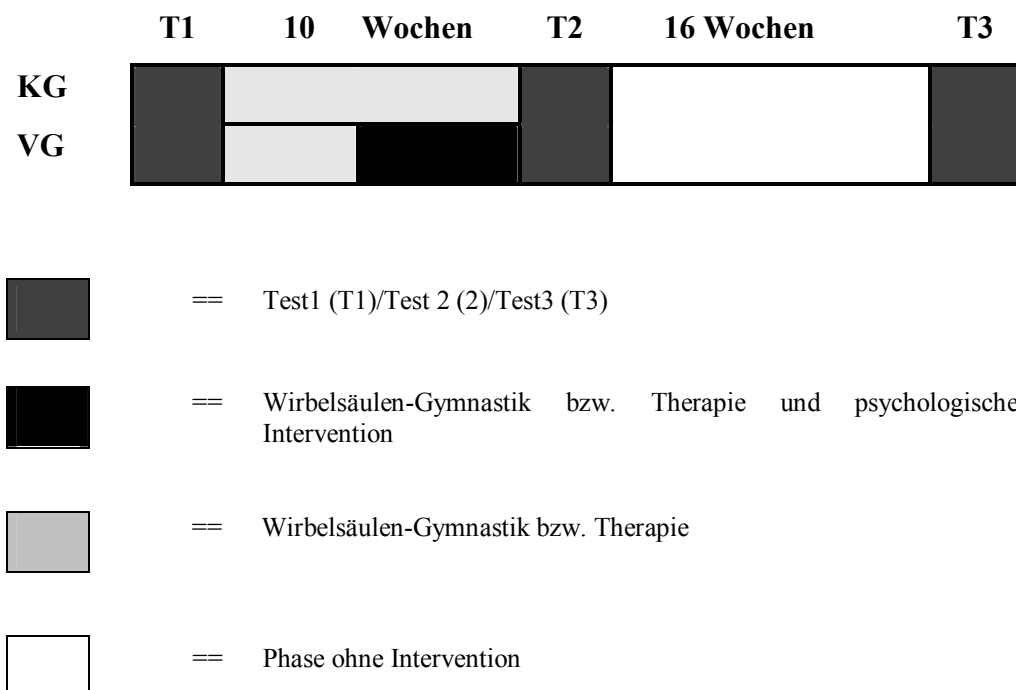 T1 10 Wochen T2 16 Wochen T3
KG
VG
== Test1 (T1)/Test 2 (2)/Test3 (T3)
== Wirbelsäulen-Gymnastik bzw. Therapie und psychologische
Intervention
== Wirbelsäulen-Gymnastik bzw. Therapie
== Phase ohne Intervention